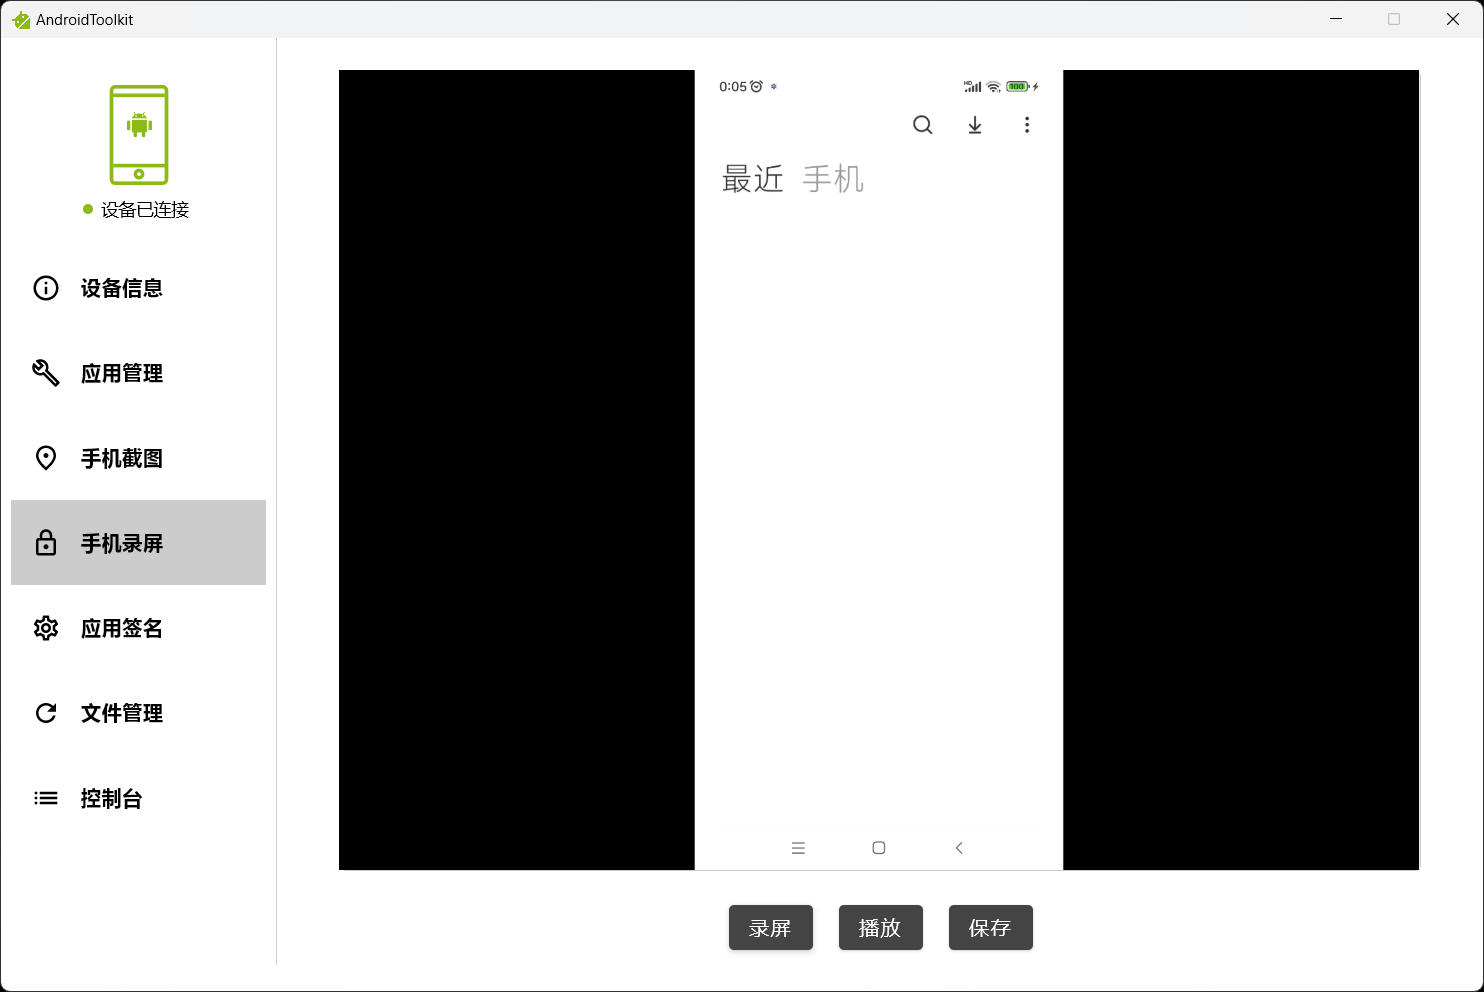 AndroidToolkit
设备已连接
设备信息
应用管理
手机截图
手机录屏
应用签名
文件管理
控制台
0:05
HD
100
最近 手机
录屏 播放 保存